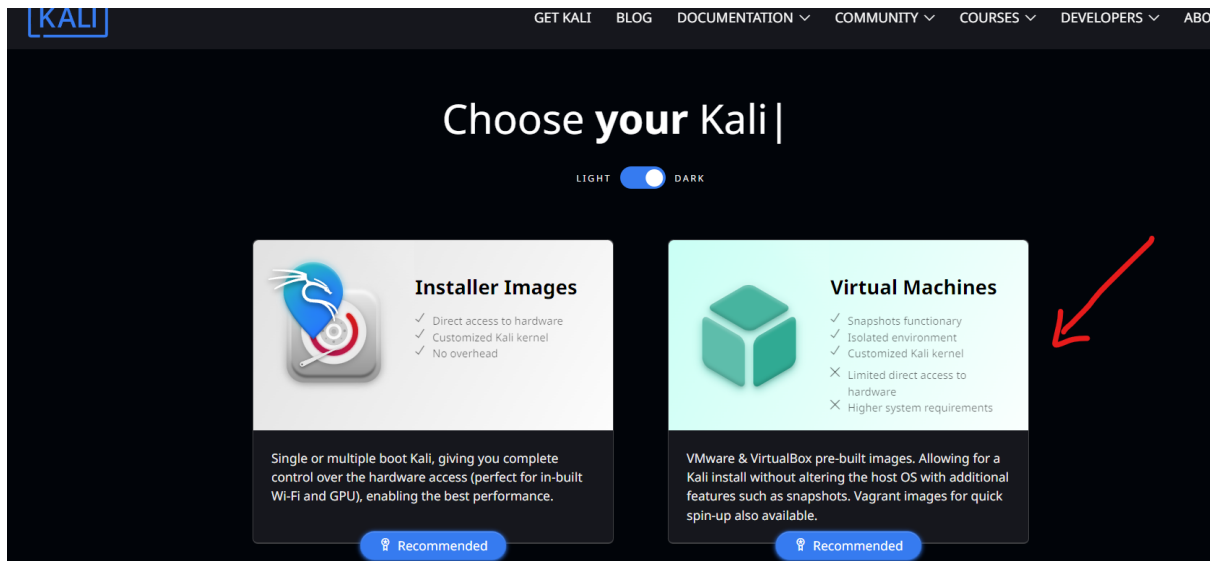 KALI
GET KALI BLOG DOCUMENTATION COMMUNITY COURSES DEVELOPERS
Choose your Kali
LIGHT DARK
Installer Images
Direct access to hardware
Customized Kali kernel
No overhead
Single or multiple boot Kali, giving you complete
control over the hardware access (perfect for in-built
Wi-Fi and GPU), enabling the best performance.
Recommended
Virtual Machines
Snapshots functionary
Isolated environment
Customized Kali kernel
Limited direct access to
hardware
Higher system requirements
VMware & VirtualBox pre-built images. Allowing for a
Kali install without altering the host OS with additional
features such as snapshots. Vagrant images for quick
spin-up also available.
Recommended